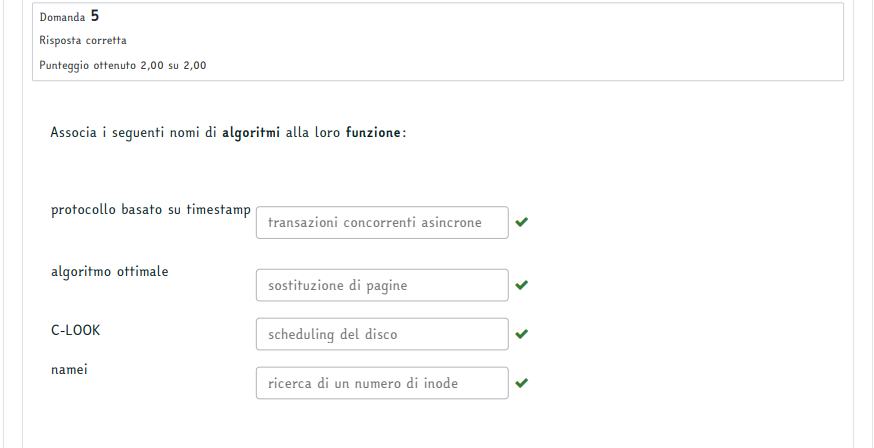 Domanda 5
Risposta corretta
Punteggio ottenuto 2,00 su 2,00
Associa i seguenti nomi di algoritmi alla loro funzione:
protocollo basato su timestamp
transazioni concorrenti asincrone
algoritmo ottimale
sostituzione di pagine
C-LOOK
scheduling del disco
namei
ricerca di un numero di inode